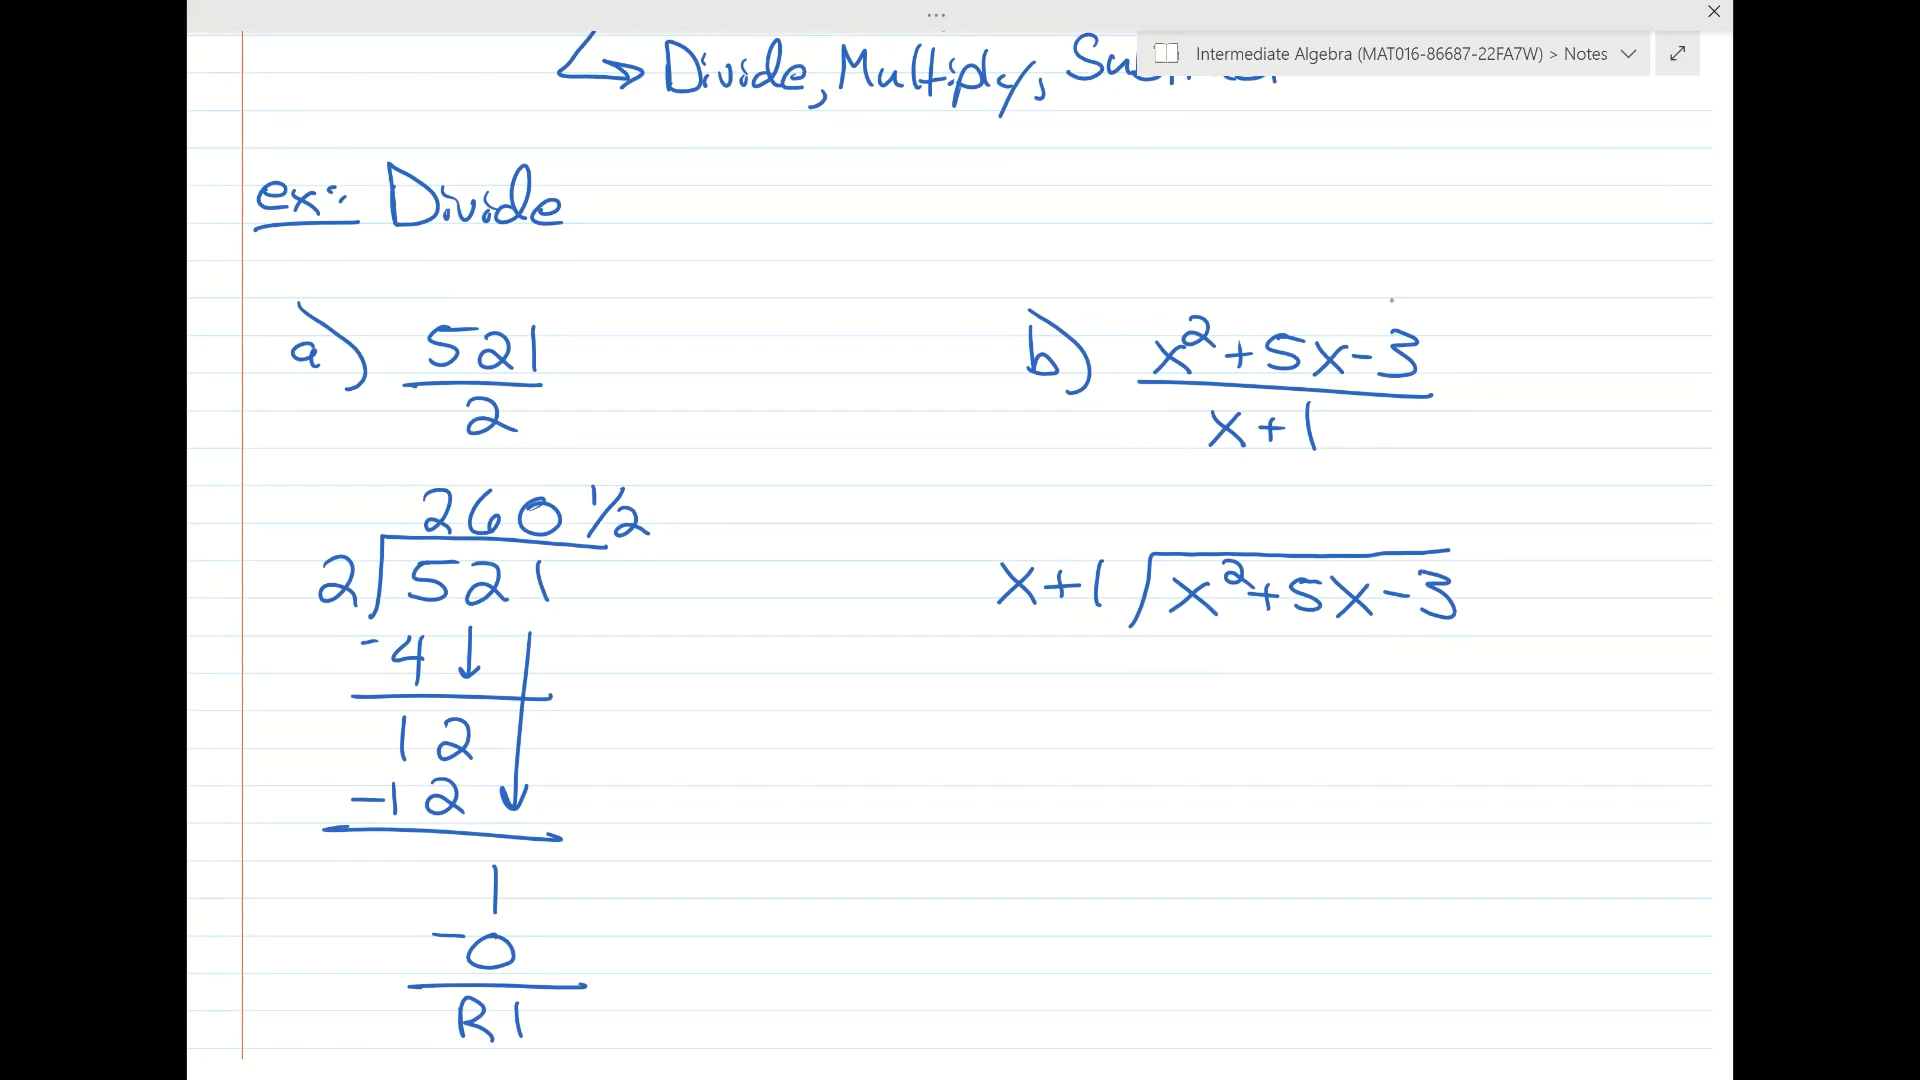 ...
Intermediate Algebra (MAT016-86687-22FA7W) > Notes
↳ Divide, Multiply,
ex: Divide
a) 521 / 2
b) x²+5x-3 / x+1
260 1/2
2 ) 521
-4 ↓
12
-12 ↓
1
-0
R1
x+1 ) x²+5x-3